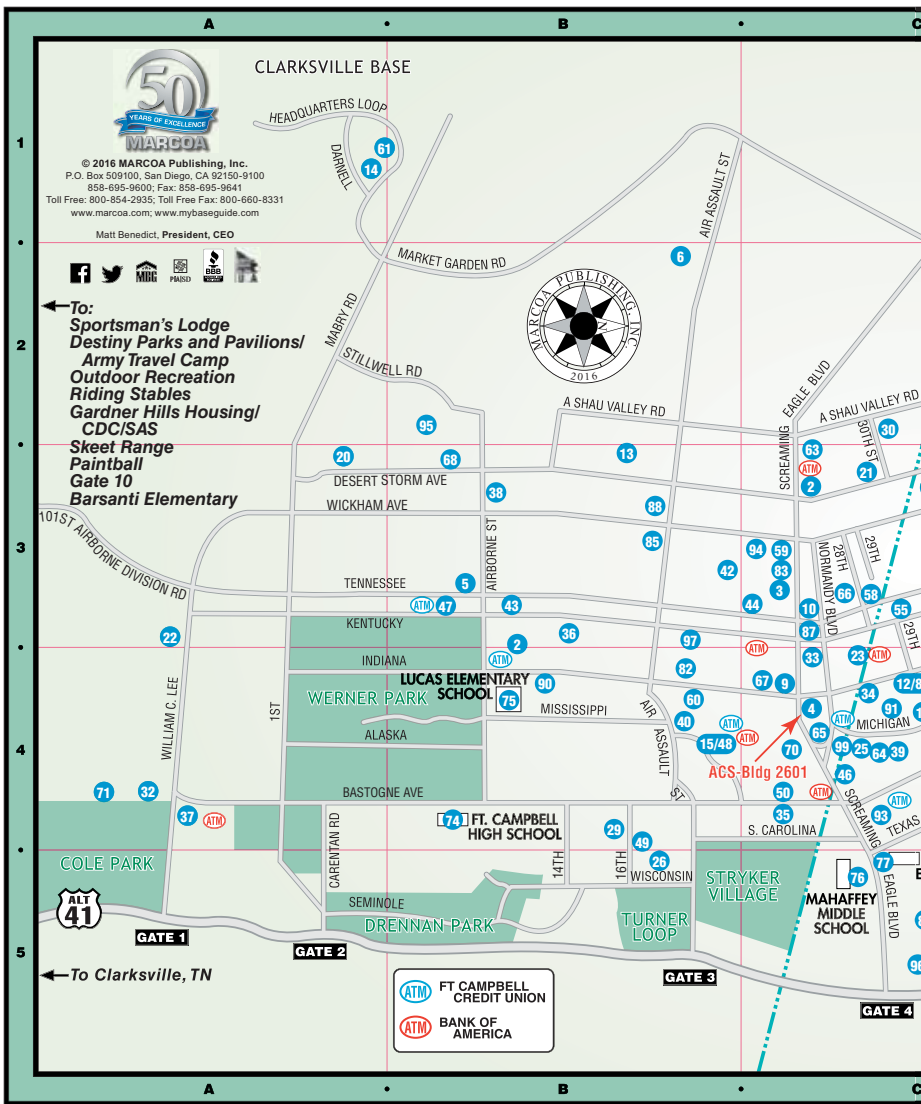 A • B • C
CLARKSVILLE BASE
50
YEARS OF EXCELLENCE
MARCOA
© 2016 MARCOA Publishing, Inc.
P.O. Box 509100, San Diego, CA 92150-9100
858-695-9600; Fax: 858-695-9641
Toll Free: 800-854-2935; Toll Free Fax: 800-660-8331
www.marcoa.com; www.mybaseguide.com
Matt Benedict, President, CEO
MBG
PIAISD
BBB
HEADQUARTERS LOOP
DARNELL
61
14
1
AIR ASSAULT ST
MARKET GARDEN RD
6
•
To:
Sportsman's Lodge
Destiny Parks and Pavilions/
Army Travel Camp
Outdoor Recreation
Riding Stables
Gardner Hills Housing/
CDC/SAS
Skeet Range
Paintball
Gate 10
Barsanti Elementary
MARCOA PUBLISHING, INC
N
2016
2
MABRY RD
STILLWELL RD
A SHAU VALLEY RD
SCREAMING EAGLE BLVD
A SHAU VALLEY RD
30TH ST
95
30
•
20
68
13
63
ATM
2
21
DESERT STORM AVE
38
WICKHAM AVE
88
101ST AIRBORNE DIVISION RD
AIRBORNE ST
85
94
59
42
83
3
NORMANDY BLVD
28TH
29TH
3
TENNESSEE
5
ATM
47
43
44
10
66
58
55
KENTUCKY
22
2
36
97
87
29TH
•
INDIANA
ATM
82
ATM
33
23
ATM
LUCAS ELEMENTARY
SCHOOL
75
90
67
9
34
12/8
WERNER PARK
WILLIAM C. LEE
1ST
MISSISSIPPI
AIR ASSAULT ST
60
40
ATM
4
ATM
91
1
MICHIGAN
65
ALASKA
15/48
ATM
70
99
25
64
39
4
ACS-Bldg 2601
46
71
32
BASTOGNE AVE
50
ATM
SCREAMING EAGLE BLVD
ATM
37
ATM
74
FT. CAMPBELL
HIGH SCHOOL
29
35
93
TEXAS
S. CAROLINA
CARENTAN RD
14TH
16TH
49
26
WISCONSIN
•
COLE PARK
STRYKER
VILLAGE
76
77
MAHAFFEY
MIDDLE
SCHOOL
ALT
41
SEMINOLE
DRENNAN PARK
TURNER
LOOP
GATE 1
GATE 2
5
To Clarksville, TN
GATE 3
GATE 4
ATM FT CAMPBELL
CREDIT UNION
ATM BANK OF
AMERICA
A • B • C